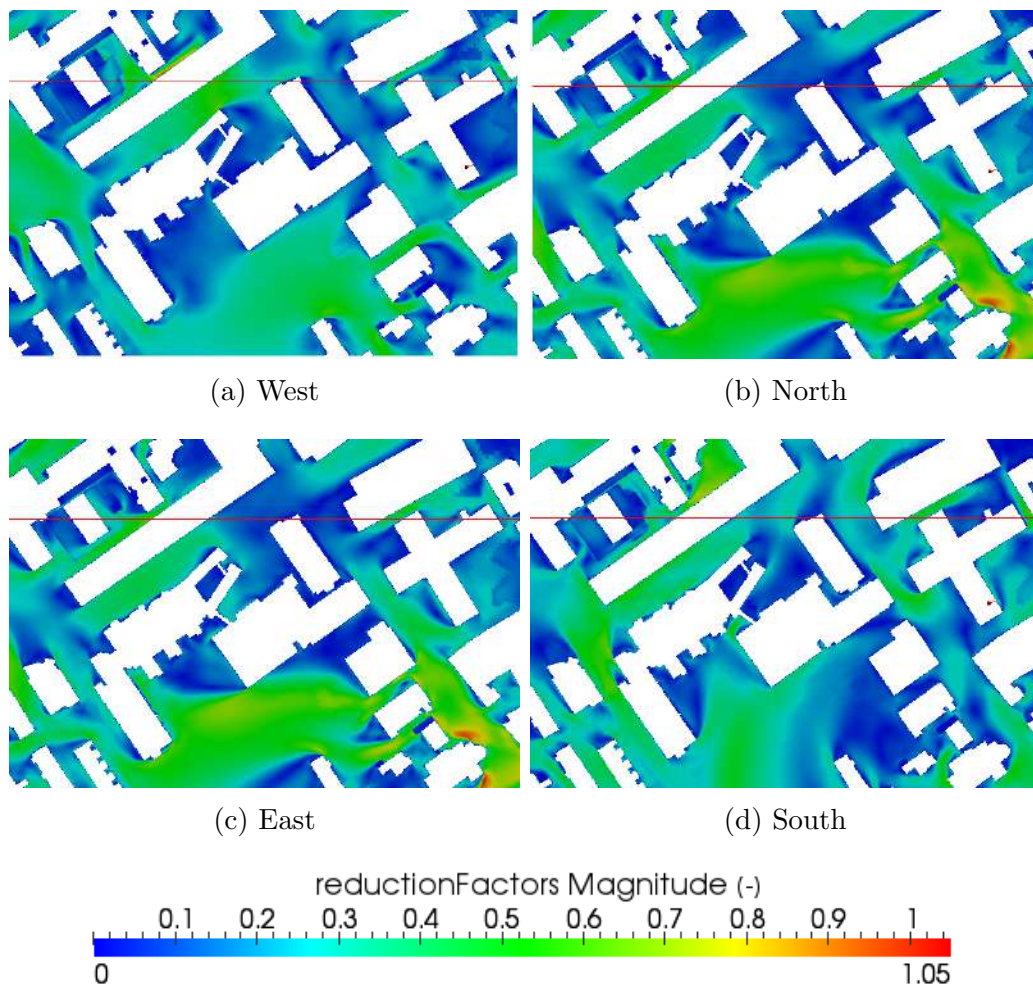 (a) West
(b) North
(c) East
(d) South
reductionFactors Magnitude (-)
0.1 0.2 0.3 0.4 0.5 0.6 0.7 0.8 0.9 1
0 1.05